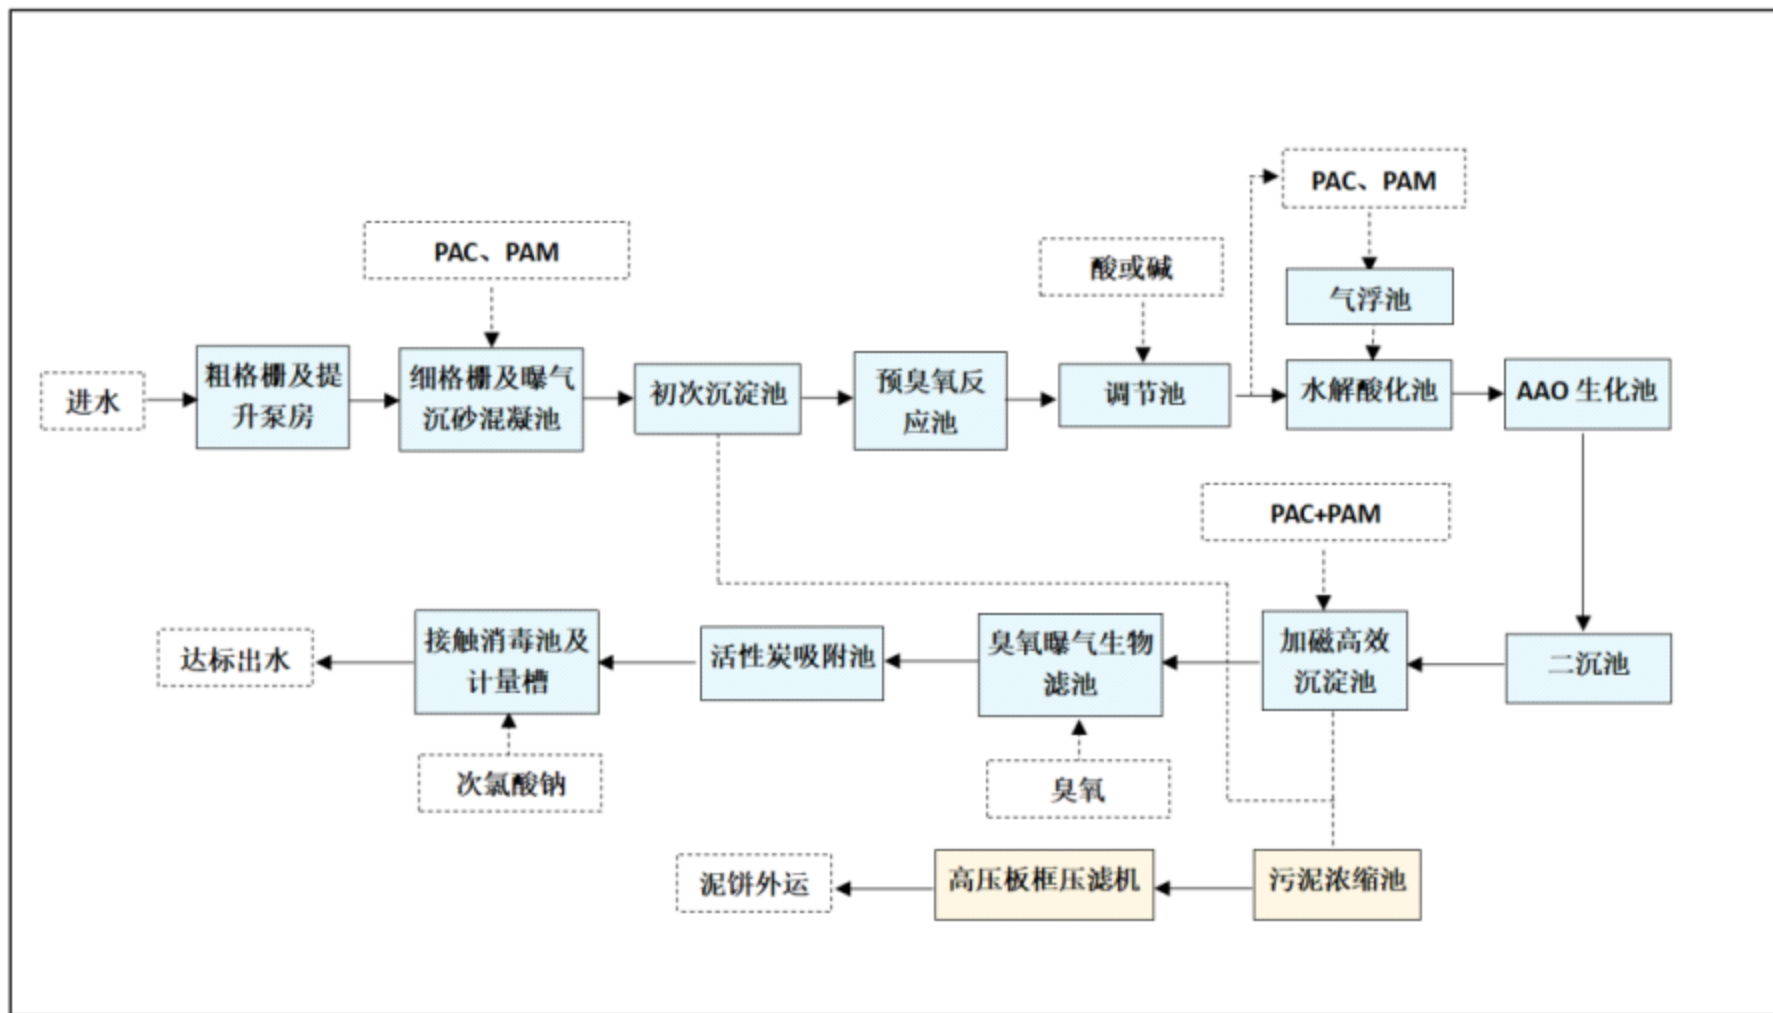 PAC、PAM
PAC、PAM
酸或碱
气浮池
进水
粗格栅及提
升泵房
细格栅及曝气
沉砂混凝池
初次沉淀池
预臭氧反
应池
调节池
水解酸化池
AAO 生化池
PAC+PAM
达标出水
接触消毒池及
计量槽
活性炭吸附池
臭氧曝气生物
滤池
加磁高效
沉淀池
二沉池
次氯酸钠
臭氧
泥饼外运
高压板框压滤机
污泥浓缩池